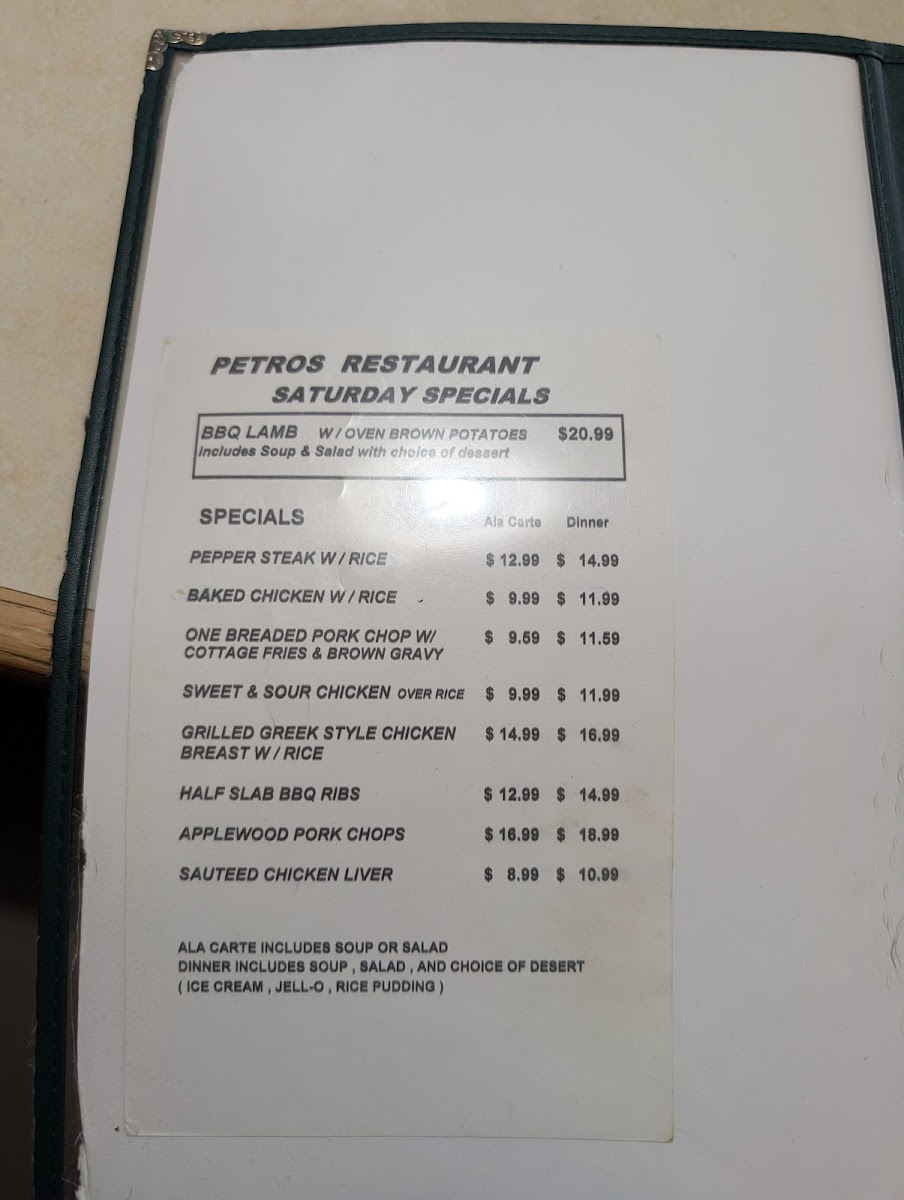 PETROS RESTAURANT
SATURDAY SPECIALS
BBQ LAMB W/ OVEN BROWN POTATOES $20.99
Includes Soup & Salad with choice of dessert
SPECIALS Ala Carte Dinner
PEPPER STEAK W/ RICE $ 12.99 $ 14.99
BAKED CHICKEN W/ RICE $ 9.99 $ 11.99
ONE BREADED PORK CHOP W/ $ 9.59 $ 11.59
COTTAGE FRIES & BROWN GRAVY
SWEET & SOUR CHICKEN OVER RICE $ 9.99 $ 11.99
GRILLED GREEK STYLE CHICKEN $ 14.99 $ 16.99
BREAST W/ RICE
HALF SLAB BBQ RIBS $ 12.99 $ 14.99
APPLEWOOD PORK CHOPS $ 16.99 $ 18.99
SAUTEED CHICKEN LIVER $ 8.99 $ 10.99
ALA CARTE INCLUDES SOUP OR SALAD
DINNER INCLUDES SOUP , SALAD , AND CHOICE OF DESERT
( ICE CREAM , JELL-O , RICE PUDDING )